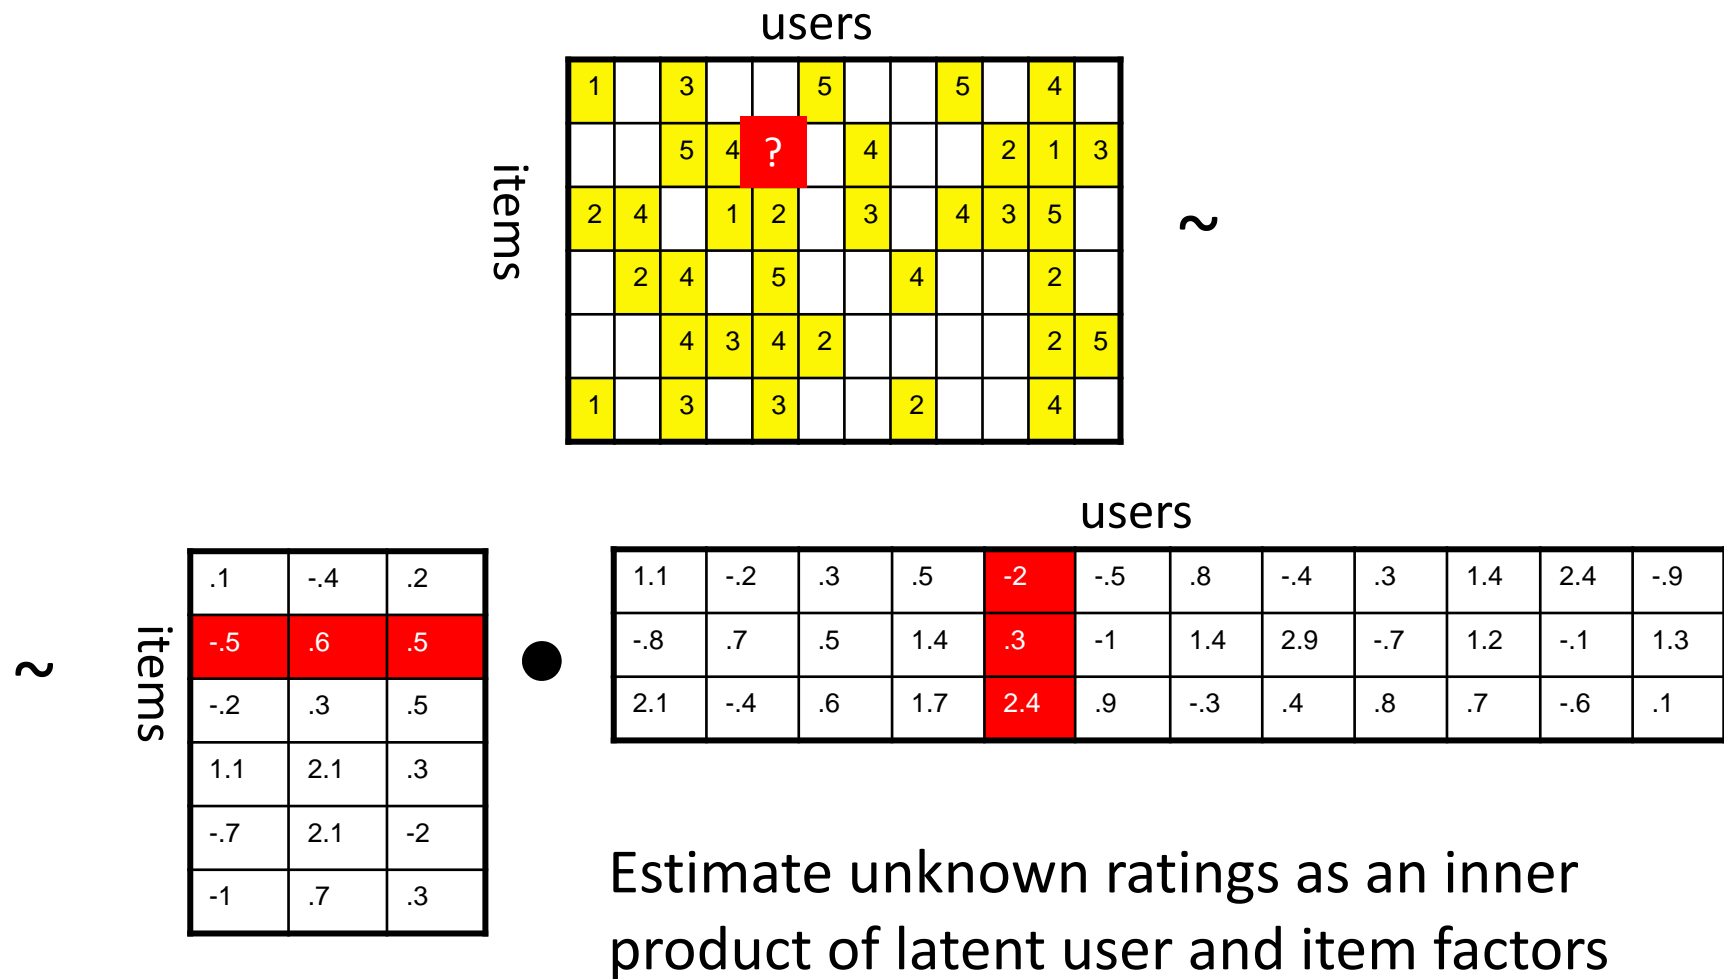 users
1 3 5 5 4
items
5 4 ? 4 2 1 3
2 4 1 2 3 4 3 5
~
2 4 5 4 2
4 3 4 2 2 5
1 3 3 2 4
~
items
.1 -.4 .2
-.5 .6 .5
-.2 .3 .5
1.1 2.1 .3
-.7 2.1 -2
-1 .7 .3
●
users
1.1 -.2 .3 .5 -2 -.5 .8 -.4 .3 1.4 2.4 -.9
-.8 .7 .5 1.4 .3 -1 1.4 2.9 -.7 1.2 -.1 1.3
2.1 -.4 .6 1.7 2.4 .9 -.3 .4 .8 .7 -.6 .1
Estimate unknown ratings as an inner
product of latent user and item factors